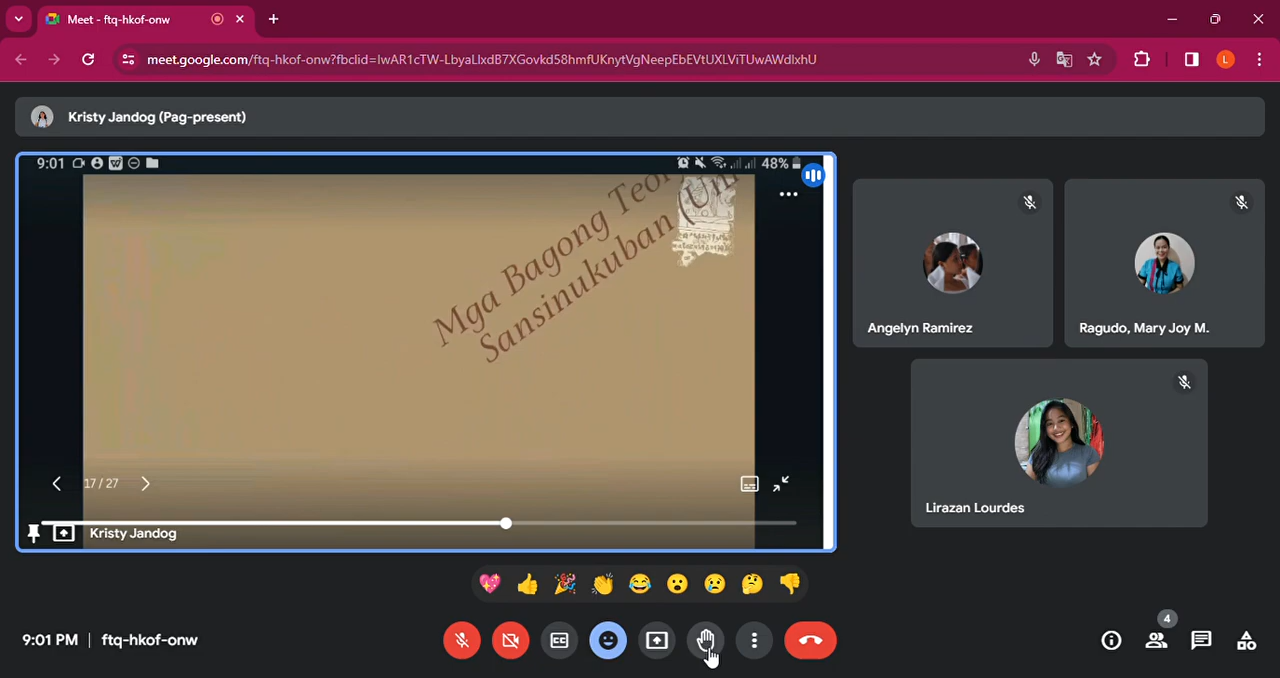 Meet - ftq-hkof-onw
meet.google.com/ftq-hkof-onw?fbclid=IwAR1cTW-LbyaLlxdB7XGovkd58hmfUKnytVgNeepEbEVtUXLViTUwAWdlxhU
L
Kristy Jandog (Pag-present)
9:01
48%
Mga Bagong
Sansinukuban
17 / 27
Kristy Jandog
Angelyn Ramirez
Ragudo, Mary Joy M.
Lirazan Lourdes
9:01 PM | ftq-hkof-onw
4